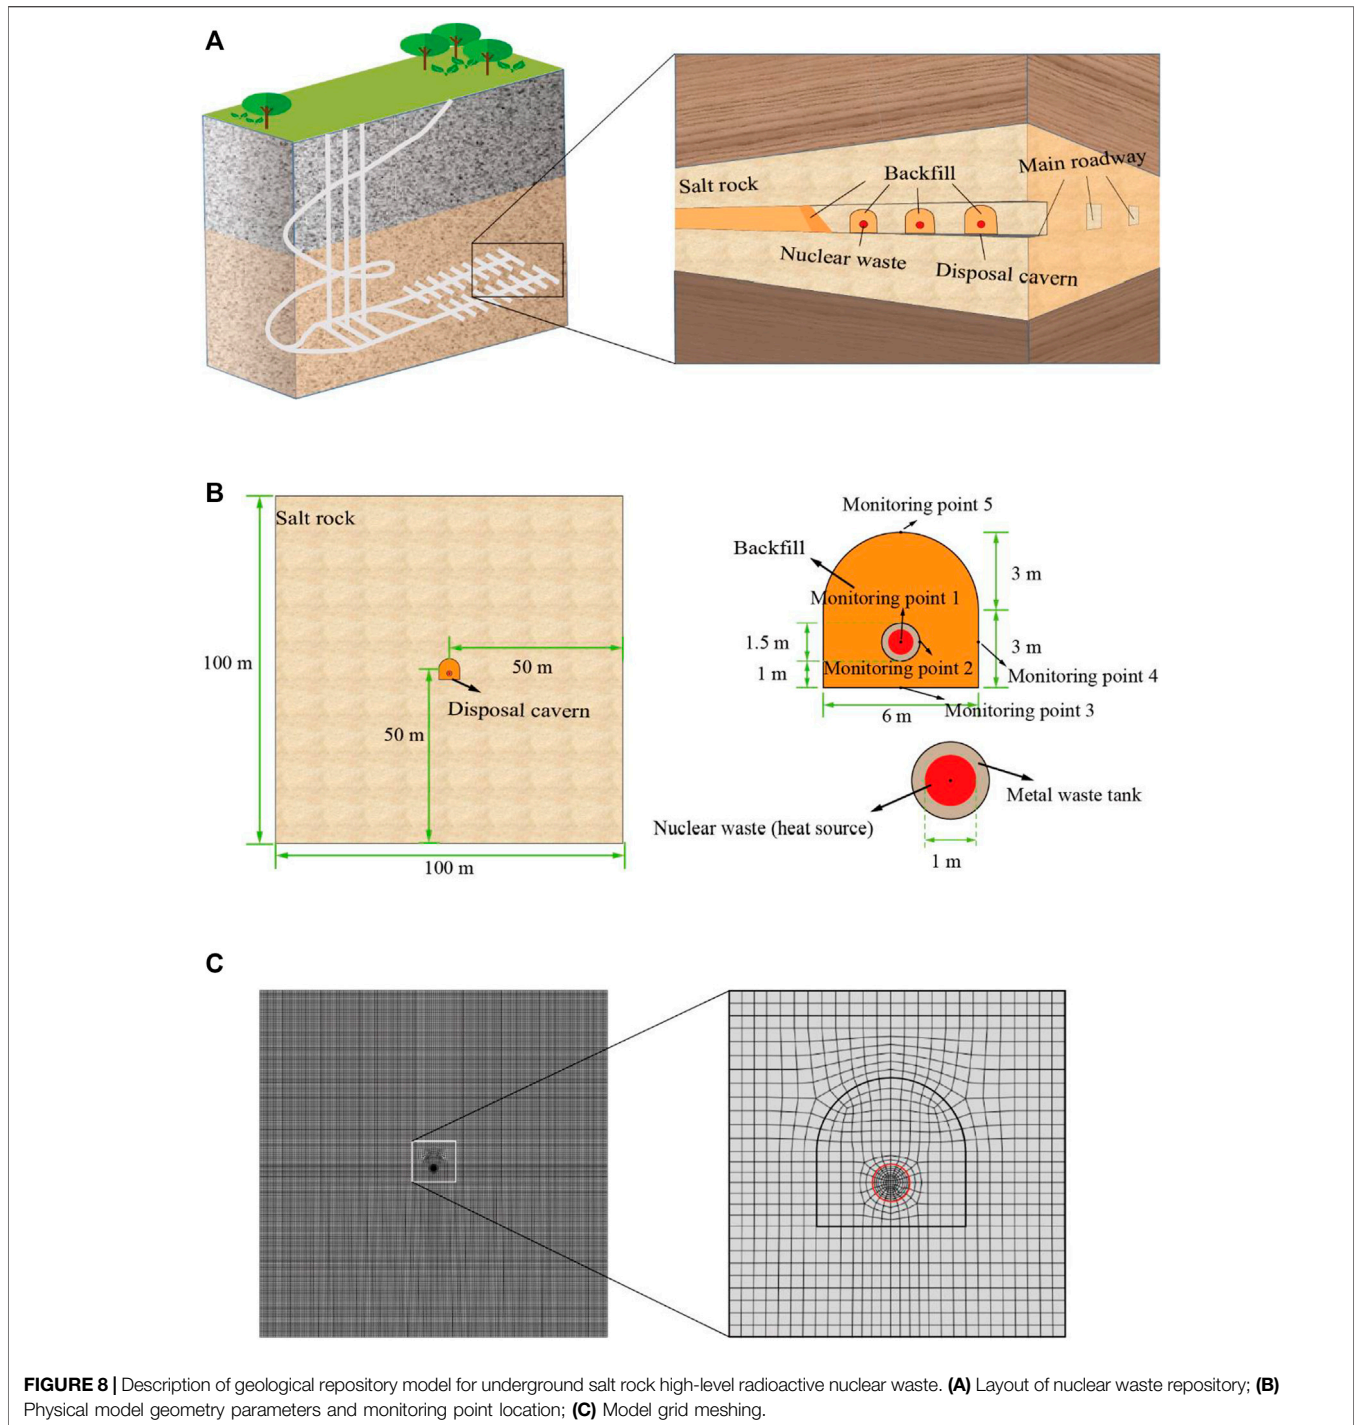 A
Salt rock
Backfill
Main roadway
Nuclear waste
Disposal cavern
B
Salt rock
100 m
50 m
Disposal cavern
50 m
100 m
Monitoring point 5
Backfill
3 m
Monitoring point 1
1.5 m
3 m
1 m
Monitoring point 2
Monitoring point 4
6 m
Monitoring point 3
Metal waste tank
Nuclear waste (heat source)
1 m
C
FIGURE 8 | Description of geological repository model for underground salt rock high-level radioactive nuclear waste. (A) Layout of nuclear waste repository; (B)
Physical model geometry parameters and monitoring point location; (C) Model grid meshing.